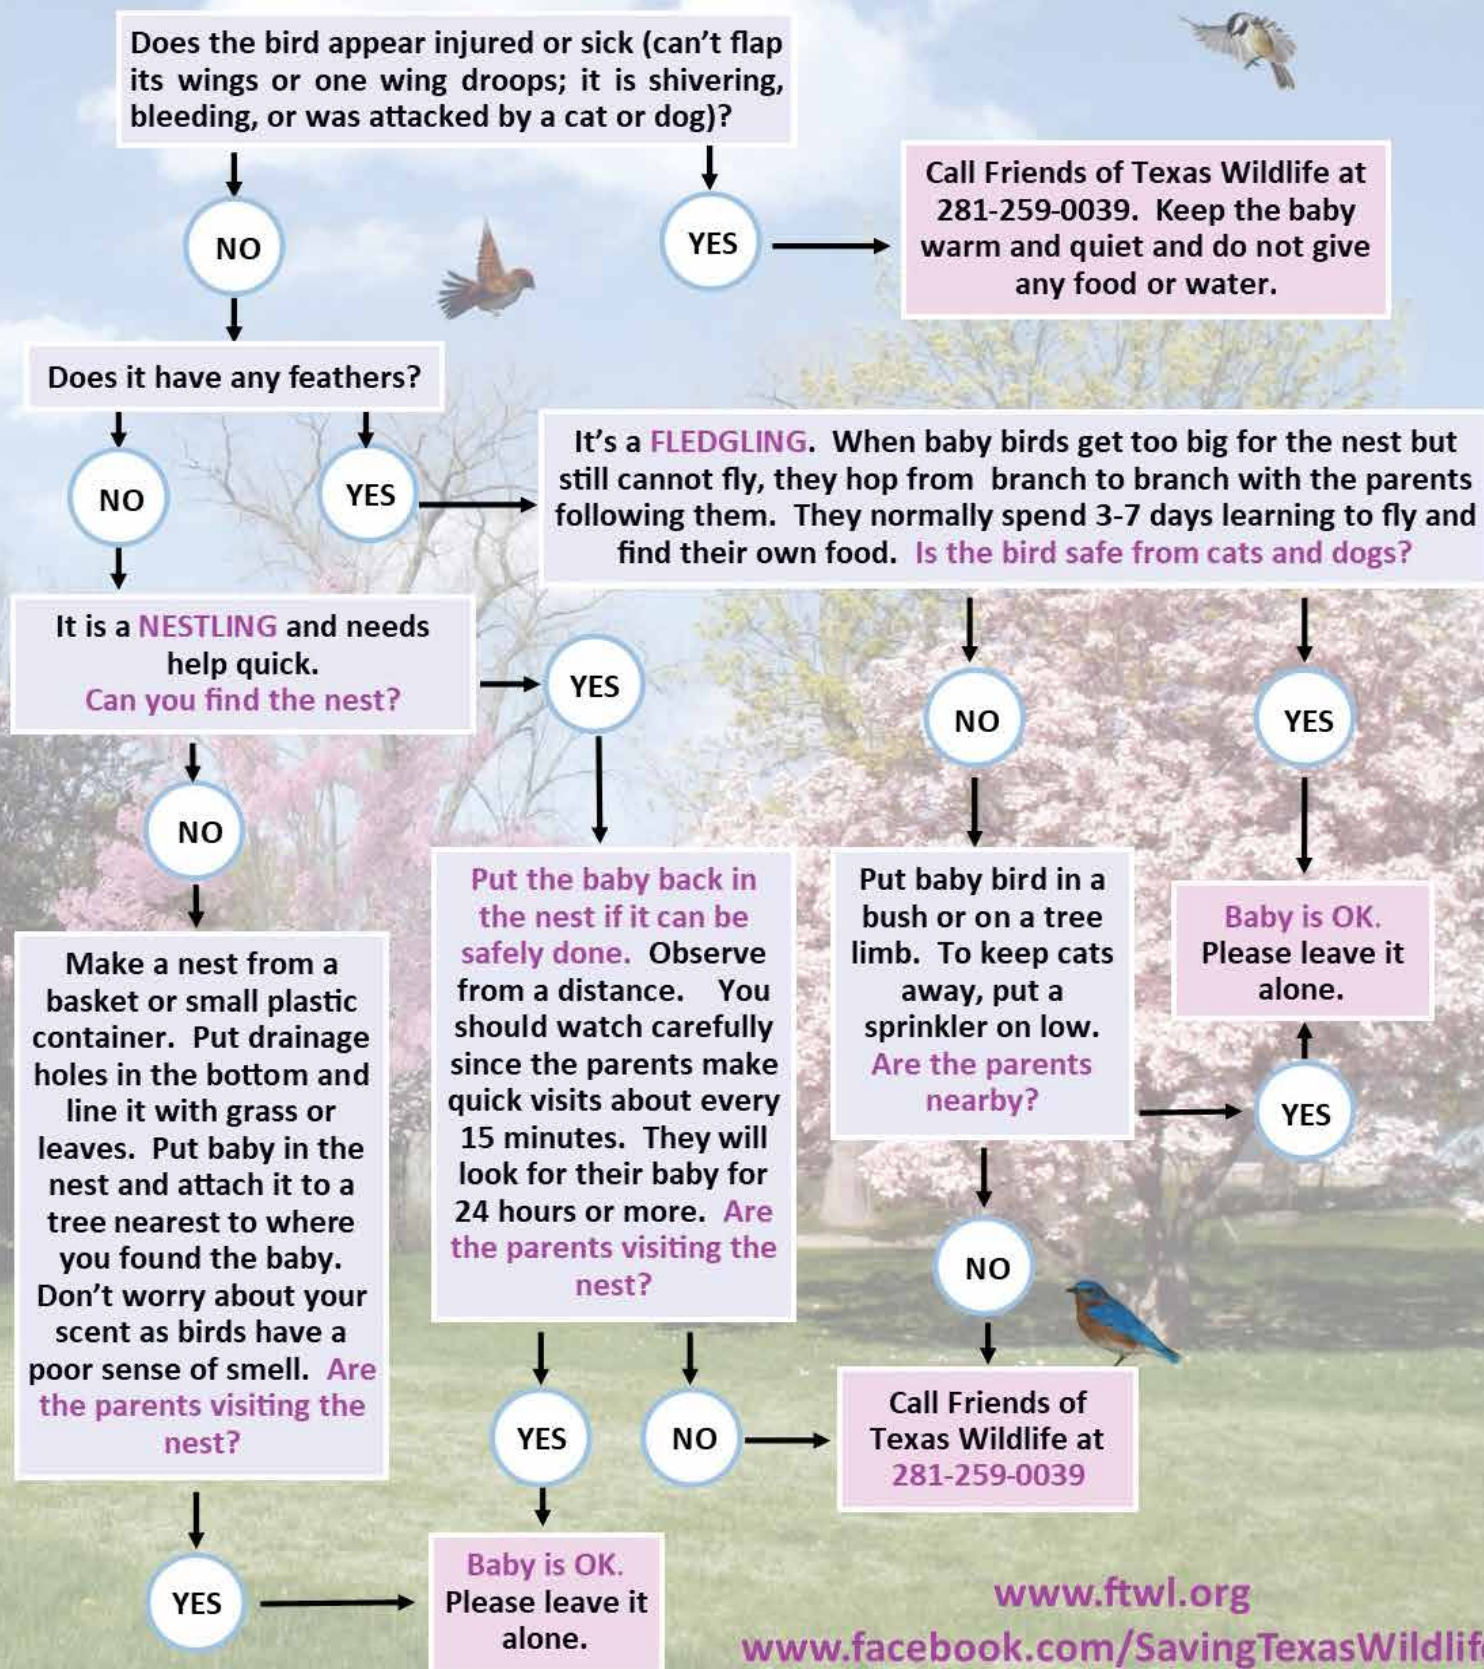 Does the bird appear injured or sick (can't flap
its wings or one wing droops; it is shivering,
bleeding, or was attacked by a cat or dog)?
NO
YES
Call Friends of Texas Wildlife at
281-259-0039. Keep the baby
warm and quiet and do not give
any food or water.
Does it have any feathers?
NO
YES
It's a FLEDGLING. When baby birds get too big for the nest but
still cannot fly, they hop from branch to branch with the parents
following them. They normally spend 3-7 days learning to fly and
find their own food. Is the bird safe from cats and dogs?
It is a NESTLING and needs
help quick.
Can you find the nest?
YES
NO
YES
NO
Make a nest from a
basket or small plastic
container. Put drainage
holes in the bottom and
line it with grass or
leaves. Put baby in the
nest and attach it to a
tree nearest to where
you found the baby.
Don't worry about your
scent as birds have a
poor sense of smell. Are
the parents visiting the
nest?
Put the baby back in
the nest if it can be
safely done. Observe
from a distance. You
should watch carefully
since the parents make
quick visits about every
15 minutes. They will
look for their baby for
24 hours or more. Are
the parents visiting the
nest?
Put baby bird in a
bush or on a tree
limb. To keep cats
away, put a
sprinkler on low.
Are the parents
nearby?
Baby is OK.
Please leave it
alone.
YES
NO
YES
NO
Call Friends of
Texas Wildlife at
281-259-0039
YES
Baby is OK.
Please leave it
alone.
www.ftwl.org
www.facebook.com/SavingTexasWildlife